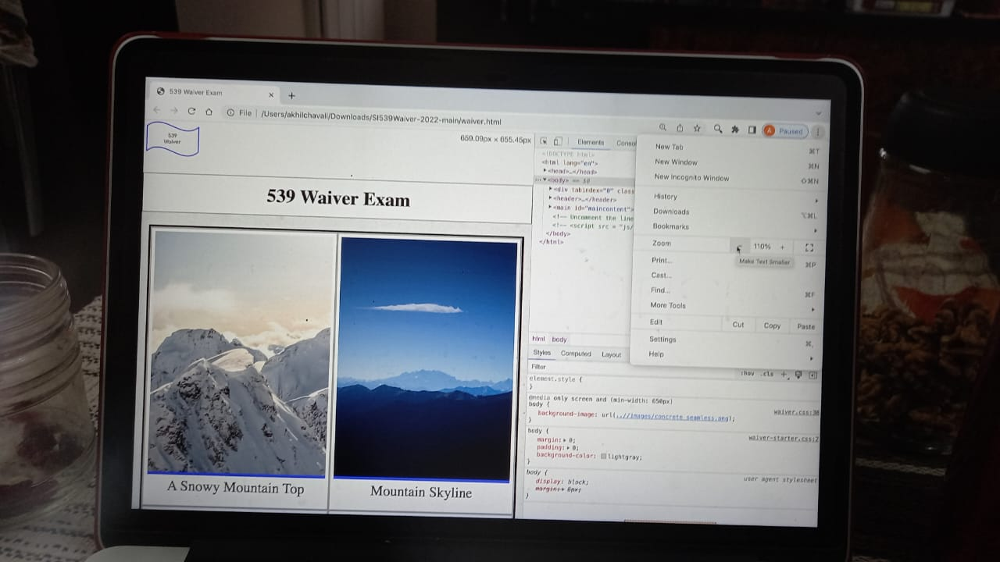 539 Waiver Exam
File | /Users/akhilchavali/Downloads/SI539Waiver-2022-main/waiver.html
A Paused
539
Waiver
659.09px × 655.45px
539 Waiver Exam
A Snowy Mountain Top
Mountain Skyline
Elements Conso
<!DOCTYPE html>
<html lang="en">
<head>…</head>
<body> == $0
<div tabindex="0" class
<header>…</header>
<main id="maincontent">
<!-- Uncomment the line
<!-- <script src = "js/
</body>
</html>
New Tab ⌘T
New Window ⌘N
New Incognito Window ⇧⌘N
History
Downloads ⌥⌘L
Bookmarks
Zoom - 110% +
Make Text Smaller
Print... ⌘P
Cast...
Find... ⌘F
More Tools
Edit Cut Copy Paste
Settings ⌘,
Help
html body
Styles Computed Layout
Filter :hov .cls +
element.style {
}
@media only screen and (min-width: 650px)
body { waiver.css:30
background-image: url(..//images/concrete_seamless.png);
}
body { waiver-starter.css:2
margin: 0;
padding: 0;
background-color: lightgray;
}
body { user agent stylesheet
display: block;
margin: 8px;
}